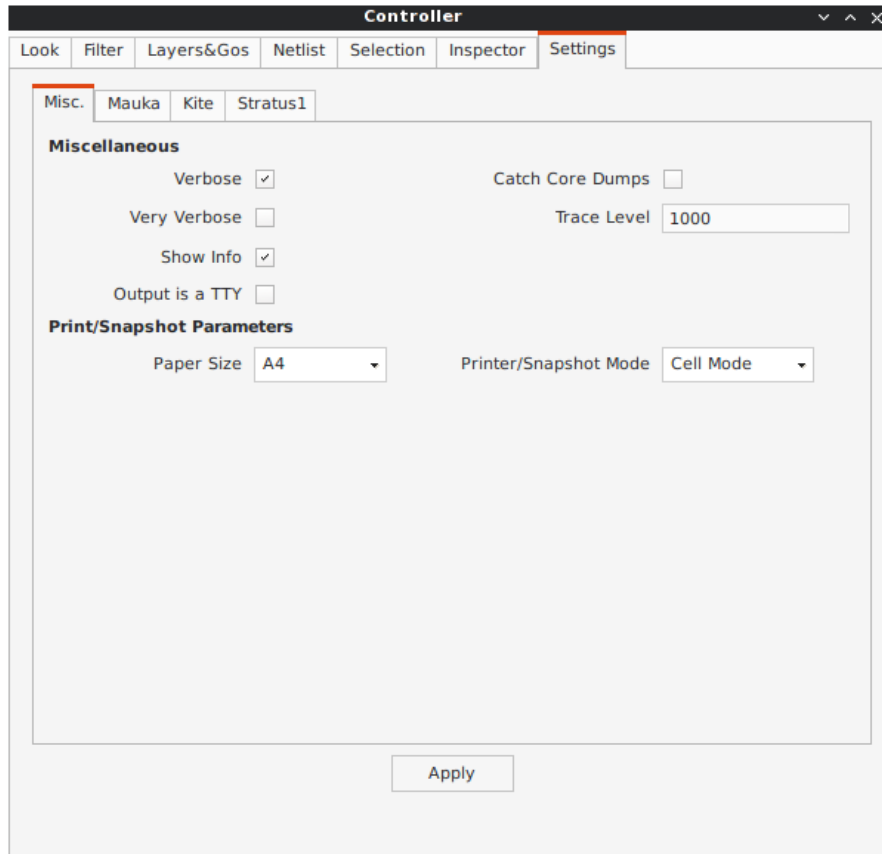 Controller
Look Filter Layers&Gos Netlist Selection Inspector Settings
Misc. Mauka Kite Stratus1
Miscellaneous
Verbose Catch Core Dumps
Very Verbose Trace Level 1000
Show Info
Output is a TTY
Print/Snapshot Parameters
Paper Size A4 Printer/Snapshot Mode Cell Mode
Apply